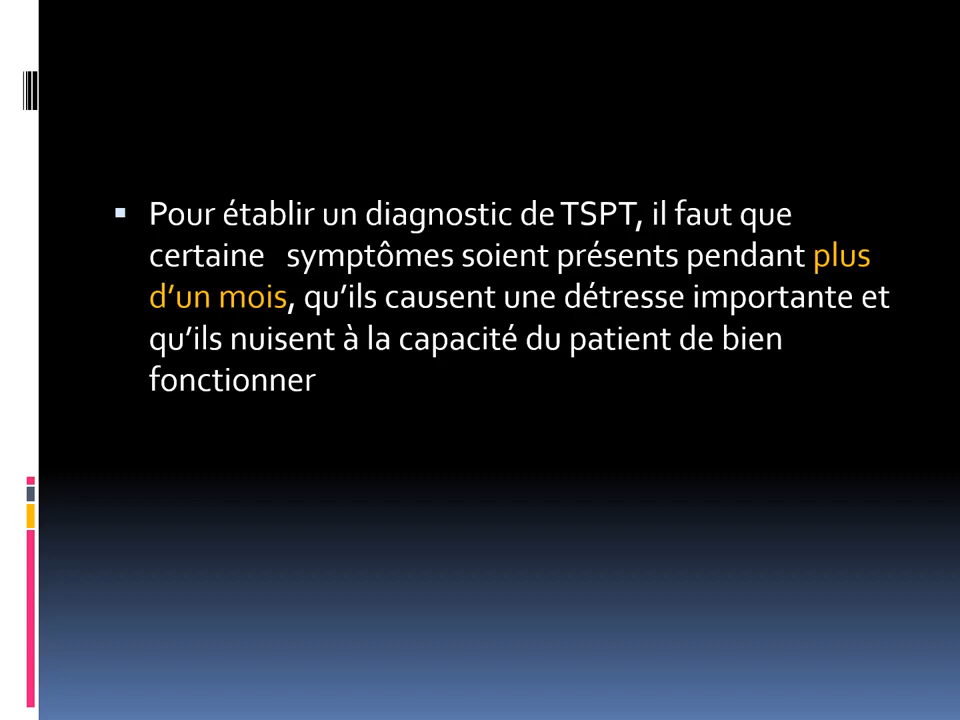 Pour établir un diagnostic de TSPT, il faut que
certaine symptômes soient présents pendant plus
d’un mois, qu’ils causent une détresse importante et
qu’ils nuisent à la capacité du patient de bien
fonctionner